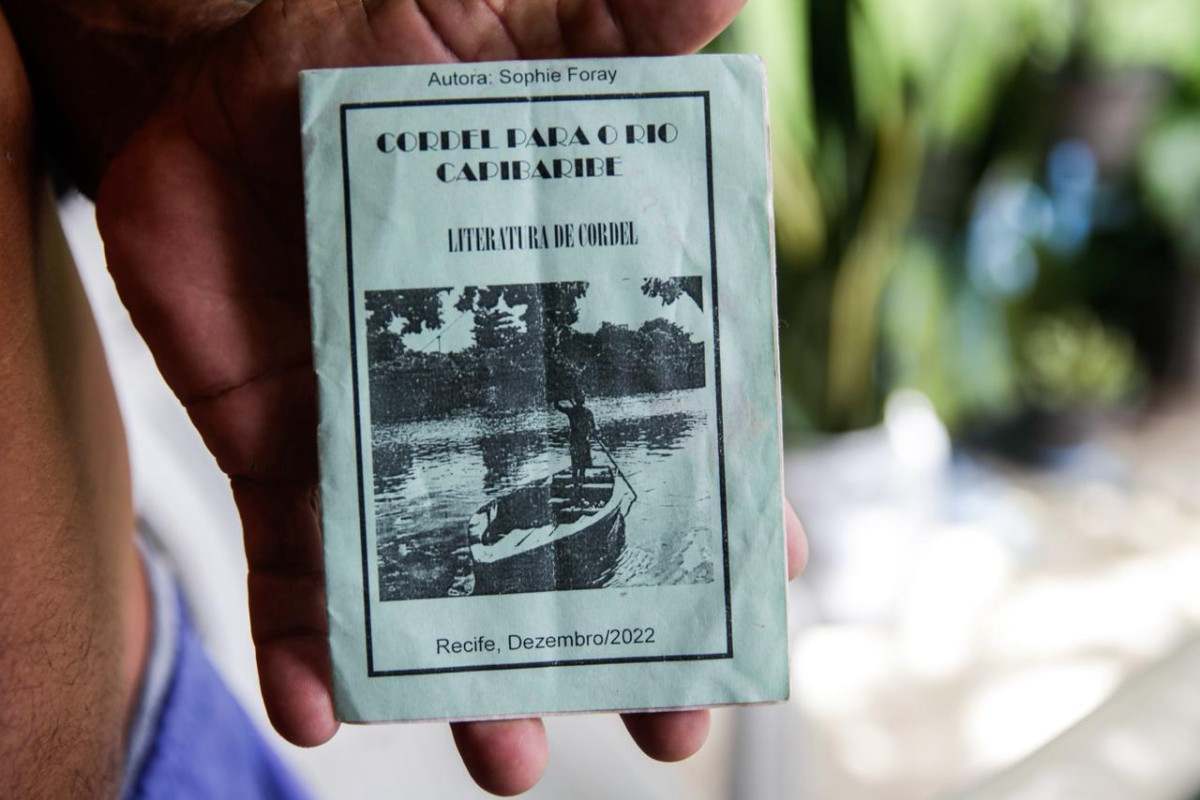 Autora: Sophie Foray
CORDEL PARA O RIO
CAPIBARIBE
LITERATURA DE CORDEL
Recife, Dezembro/2022